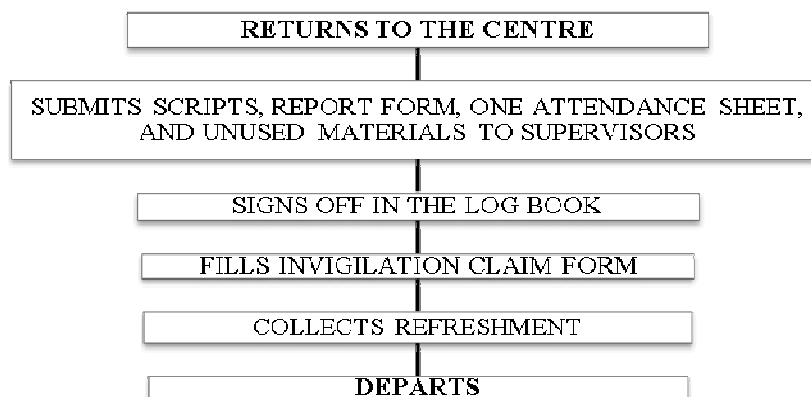 RETURNS TO THE CENTRE
SUBMITS SCRIPTS, REPORT FORM, ONE ATTENDANCE SHEET,
AND UNUSED MATERIALS TO SUPERVISORS
SIGNS OFF IN THE LOG BOOK
FILLS INVIGILATION CLAIM FORM
COLLECTS REFRESHMENT
DEPARTS